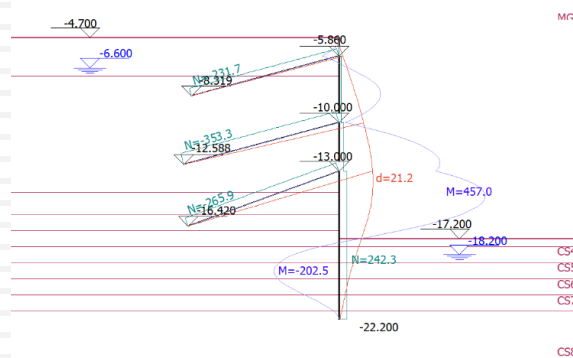 MG
-4.700
-5.860
-6.600
N=-231.7
-8.319
-10.000
N=-353.3
-12.588
-13.000
d=21.2
M=457.0
N=-265.9
-16.420
-17.200
-18.200
CS4
N=242.3
M=-202.5
CS5
CS6
CS7
-22.200
CS8